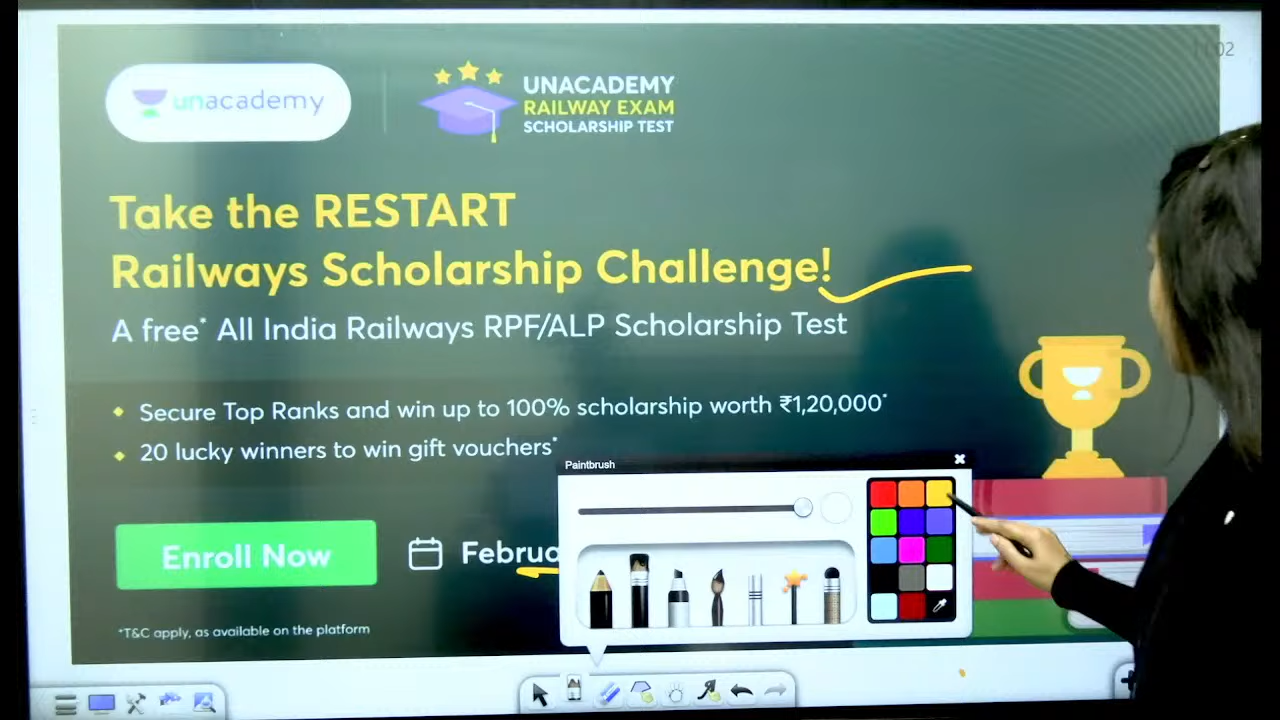 unacademy
UNACADEMY
RAILWAY EXAM
SCHOLARSHIP TEST
Take the RESTART
Railways Scholarship Challenge!
A free* All India Railways RPF/ALP Scholarship Test
Secure Top Ranks and win up to 100% scholarship worth ₹1,20,000*
20 lucky winners to win gift vouchers*
Paintbrush
Enroll Now
Februa
*T&C apply, as available on the platform